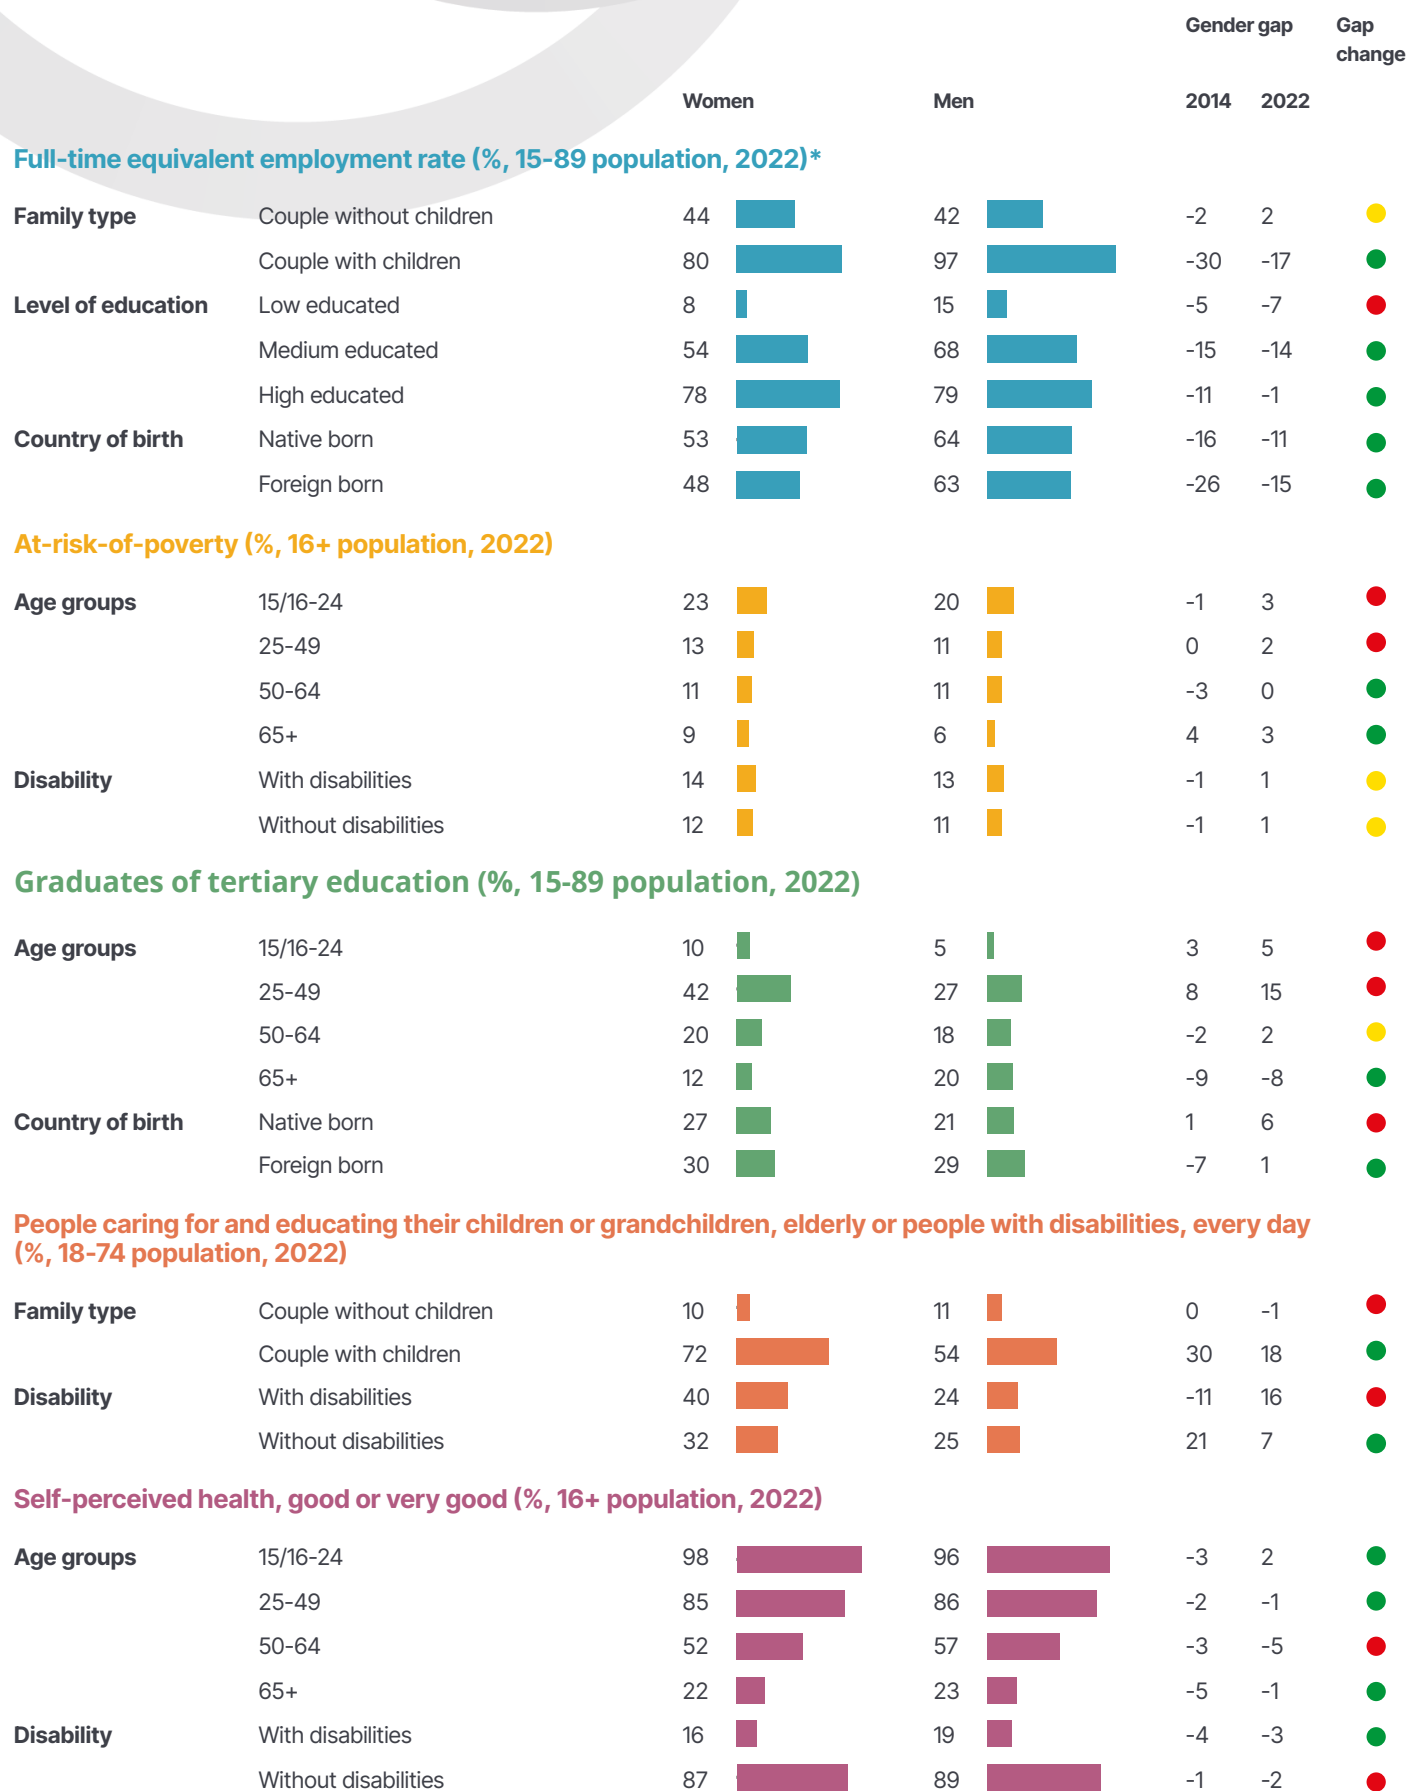 Gender gap Gap
change
Women Men 2014 2022
Full-time equivalent employment rate (%, 15-89 population, 2022)*
Family type Couple without children 44 42 -2 2
Couple with children 80 97 -30 -17
Level of education Low educated 8 15 -5 -7
Medium educated 54 68 -15 -14
High educated 78 79 -11 -1
Country of birth Native born 53 64 -16 -11
Foreign born 48 63 -26 -15
At-risk-of-poverty (%, 16+ population, 2022)
Age groups 15/16-24 23 20 -1 3
25-49 13 11 0 2
50-64 11 11 -3 0
65+ 9 6 4 3
Disability With disabilities 14 13 -1 1
Without disabilities 12 11 -1 1
Graduates of tertiary education (%, 15-89 population, 2022)
Age groups 15/16-24 10 5 3 5
25-49 42 27 8 15
50-64 20 18 -2 2
65+ 12 20 -9 -8
Country of birth Native born 27 21 1 6
Foreign born 30 29 -7 1
People caring for and educating their children or grandchildren, elderly or people with disabilities, every day
(%, 18-74 population, 2022)
Family type Couple without children 10 11 0 -1
Couple with children 72 54 30 18
Disability With disabilities 40 24 -11 16
Without disabilities 32 25 21 7
Self-perceived health, good or very good (%, 16+ population, 2022)
Age groups 15/16-24 98 96 -3 2
25-49 85 86 -2 -1
50-64 52 57 -3 -5
65+ 22 23 -5 -1
Disability With disabilities 16 19 -4 -3
Without disabilities 87 89 -1 -2